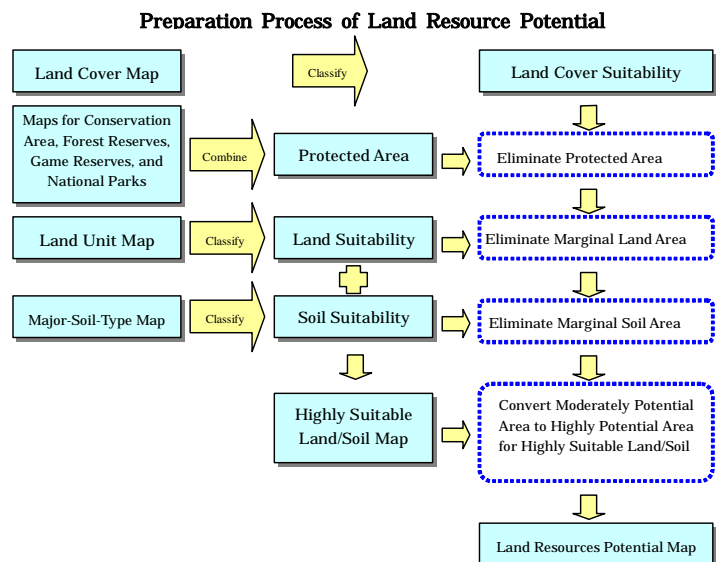 Preparation Process of Land Resource Potential
Land Cover Map
Classify
Land Cover Suitability
Maps for Conservation
Area, Forest Reserves,
Game Reserves, and
National Parks
Combine
Protected Area
Eliminate Protected Area
Land Unit Map
Classify
Land Suitability
Eliminate Marginal Land Area
Major-Soil-Type Map
Classify
Soil Suitability
Eliminate Marginal Soil Area
Highly Suitable
Land/Soil Map
Convert Moderately Potential
Area to Highly Potential Area
for Highly Suitable Land/Soil
Land Resources Potential Map